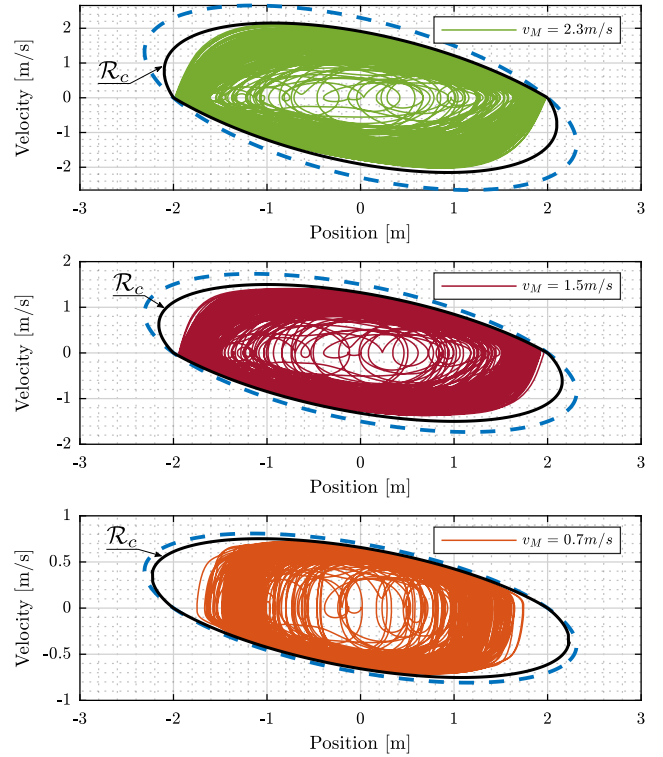 2
1
0
-1
-2
Velocity [m/s]
R_c
v_M = 2.3m/s
-3 -2 -1 0 1 2 3
Position [m]
2
1
0
-1
-2
Velocity [m/s]
R_c
v_M = 1.5m/s
-3 -2 -1 0 1 2 3
Position [m]
1
0.5
0
-0.5
-1
Velocity [m/s]
R_c
v_M = 0.7m/s
-3 -2 -1 0 1 2 3
Position [m]